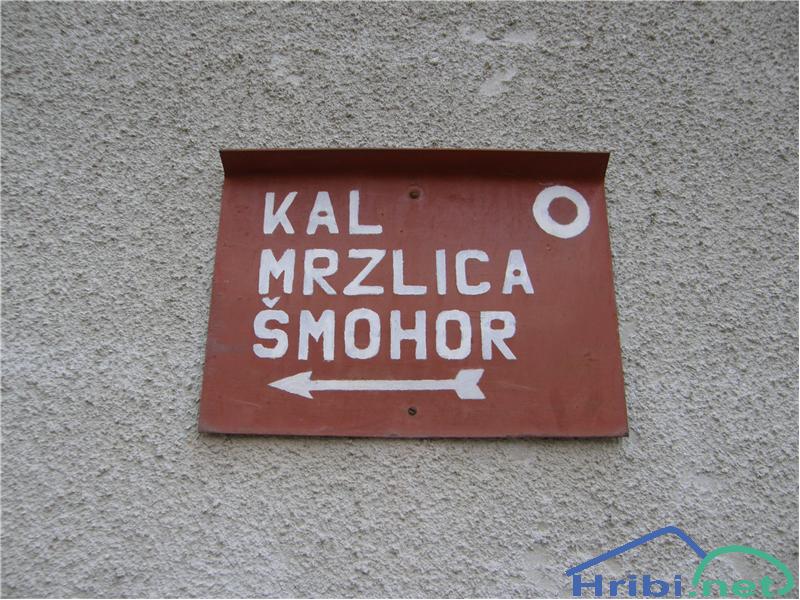 KAL
MRZLICA
ŠMOHOR
Hribi.net